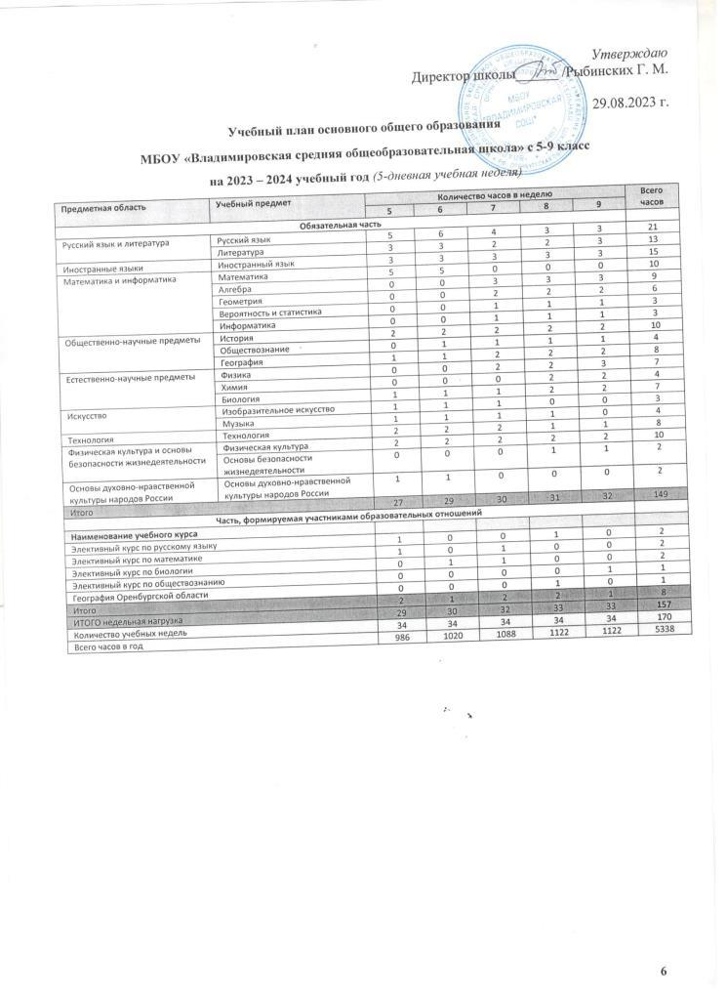 Утверждаю
Директор школы /Рыбинских Г. М.
29.08.2023 г.
МБОУ
"ВЛАДИМИРОВСКАЯ
СОШ"
Учебный план основного общего образования
МБОУ «Владимировская средняя общеобразовательная школа» с 5-9 класс
на 2023 – 2024 учебный год (5-дневная учебная неделя)
Предметная область Учебный предмет Количество часов в неделю Всего часов
5 6 7 8 9
Обязательная часть
Русский язык и литература Русский язык 5 6 4 3 3 21
Литература 3 3 2 2 3 13
Иностранные языки Иностранный язык 3 3 3 3 3 15
Математика и информатика Математика 5 5 0 0 0 10
Алгебра 0 0 3 3 3 9
Геометрия 0 0 2 2 2 6
Вероятность и статистика 0 0 1 1 1 3
Информатика 0 0 1 1 1 3
Общественно-научные предметы История 2 2 2 2 2 10
Обществознание 0 1 1 1 1 4
География 1 1 2 2 2 8
Естественно-научные предметы Физика 0 0 2 2 3 7
Химия 0 0 0 2 2 4
Биология 1 1 1 2 2 7
Искусство Изобразительное искусство 1 1 1 0 0 3
Музыка 1 1 1 1 0 4
Технология Технология 2 2 2 1 1 8
Физическая культура и основы безопасности жизнедеятельности Физическая культура 2 2 2 2 2 10
Основы безопасности жизнедеятельности 0 0 0 1 1 2
Основы духовно-нравственной культуры народов России Основы духовно-нравственной культуры народов России 1 1 0 0 0 2
Итого 27 29 30 31 32 149
Часть, формируемая участниками образовательных отношений
Наименование учебного курса
Элективный курс по русскому языку 1 0 0 1 0 2
Элективный курс по математике 1 0 1 0 0 2
Элективный курс по биологии 0 1 1 0 0 2
Элективный курс по обществознанию 0 0 0 0 1 1
География Оренбургской области 0 0 0 1 0 1
Итого 2 1 2 2 1 8
ИТОГО недельная нагрузка 29 30 32 33 33 157
Количество учебных недель 34 34 34 34 34 170
Всего часов в год 986 1020 1088 1122 1122 5338
6